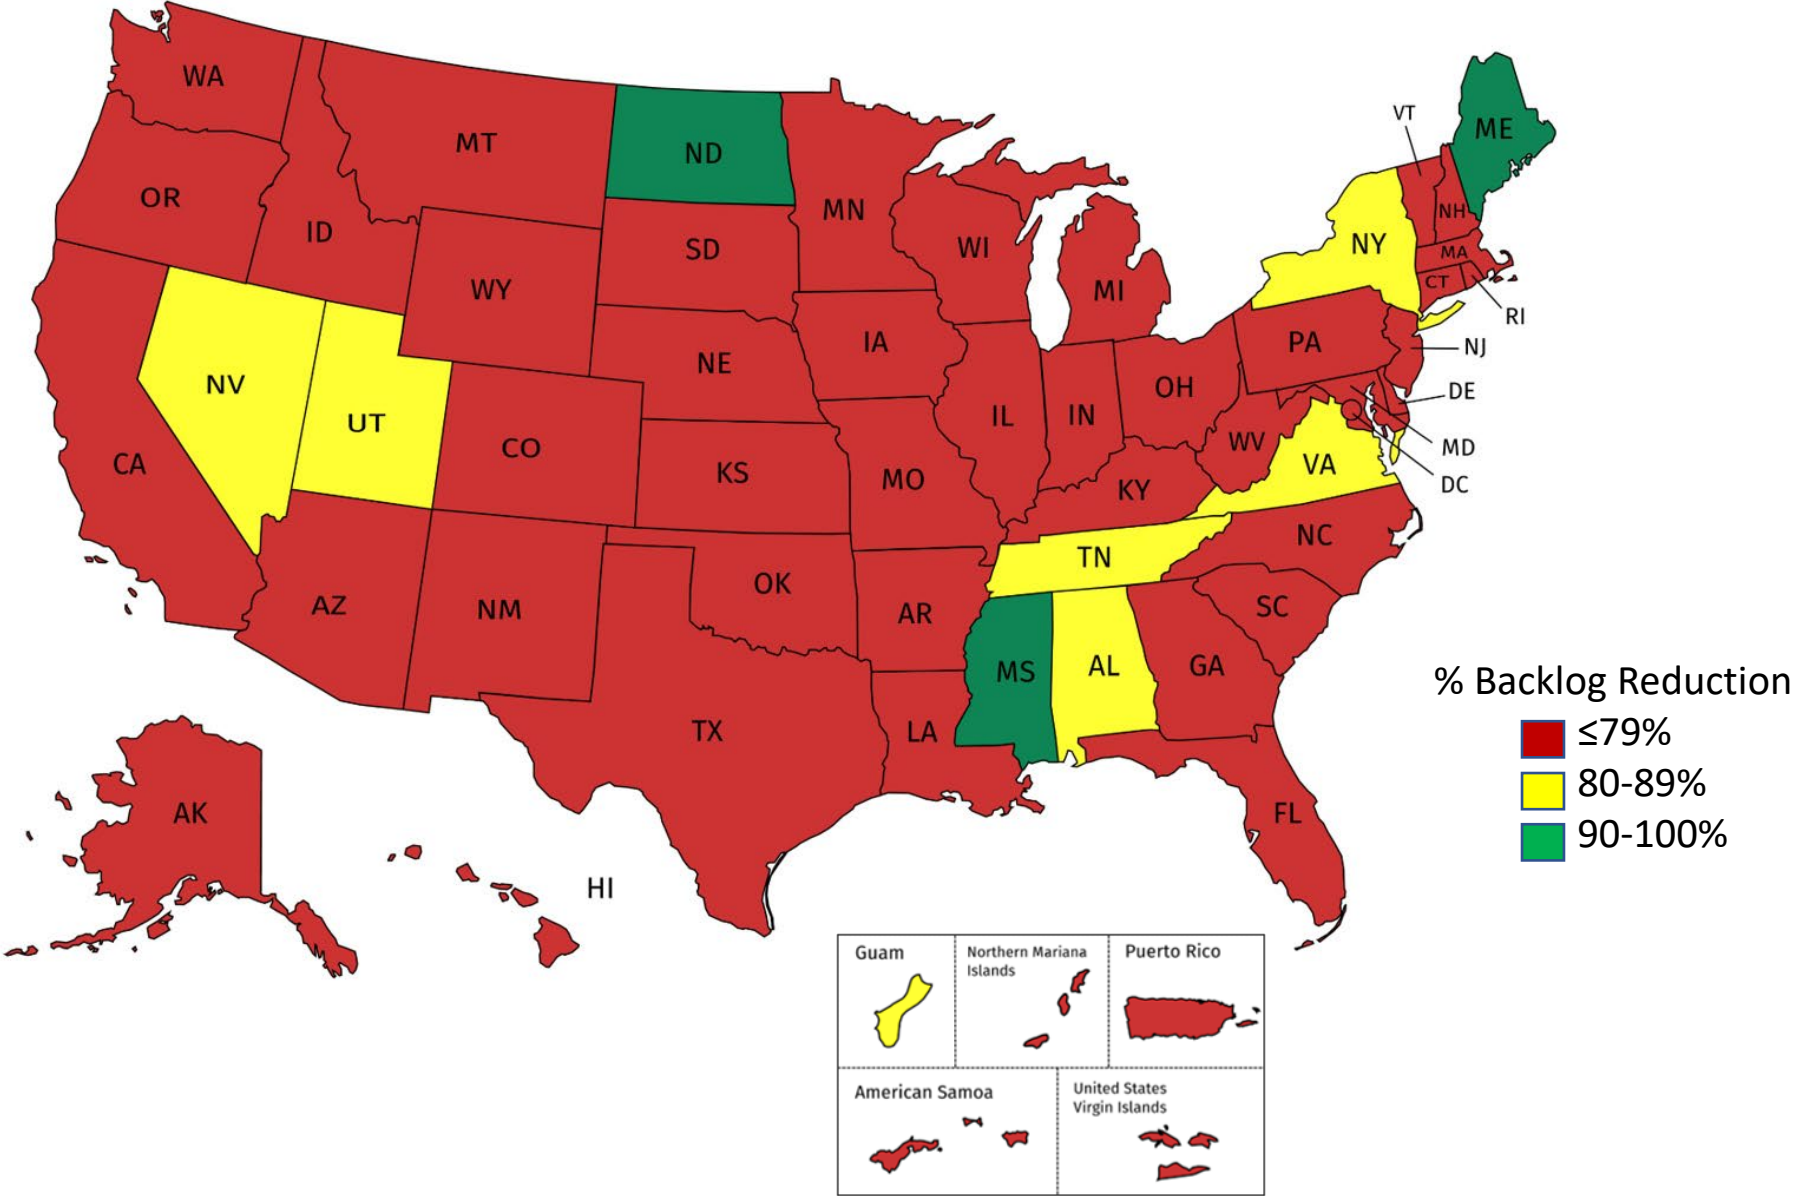 WA
MT
ND
ME
VT
OR
ID
MN
NH
SD
WI
NY
MA
WY
MI
CT
RI
IA
PA
NJ
NE
NV
OH
DE
UT
IL
IN
CO
WV
MD
CA
KS
MO
KY
VA
DC
NC
TN
OK
AZ
NM
AR
SC
MS
AL
GA
% Backlog Reduction
TX
LA
≤79%
80-89%
AK
FL
90-100%
HI
Guam
Northern Mariana
Islands
Puerto Rico
American Samoa
United States
Virgin Islands